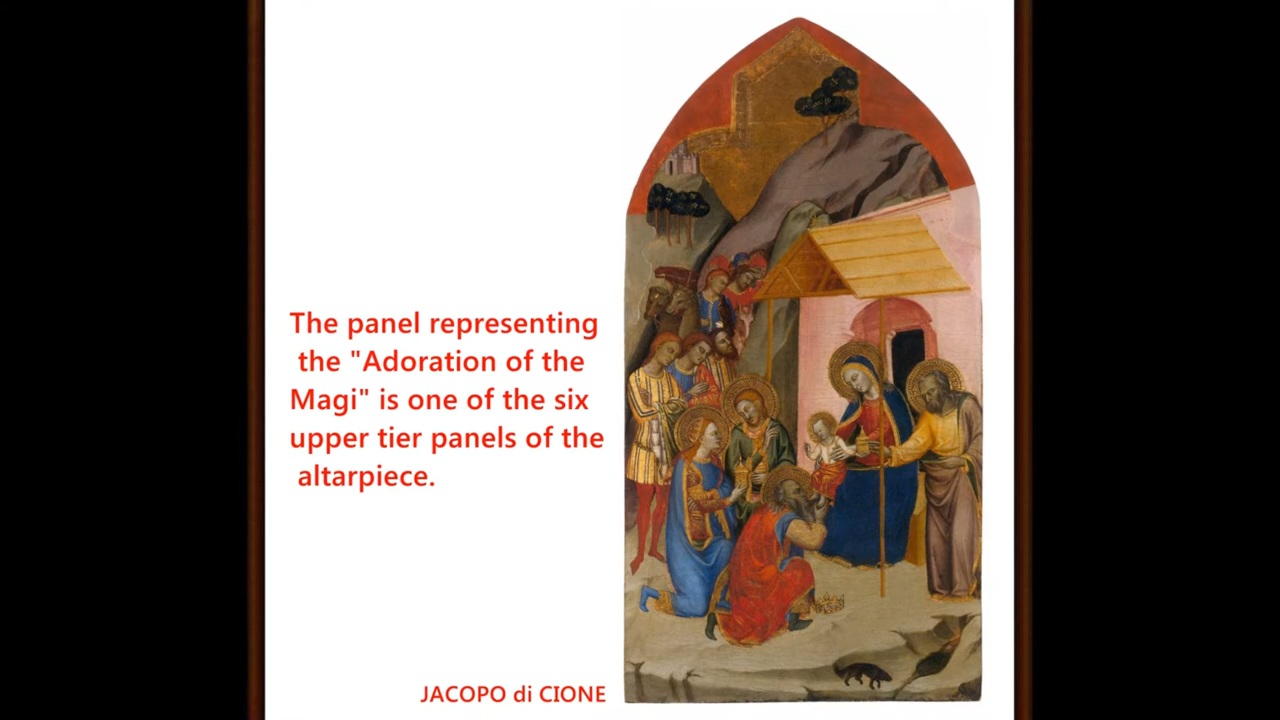 The panel representing
the "Adoration of the
Magi" is one of the six
upper tier panels of the
altarpiece.
JACOPO di CIONE